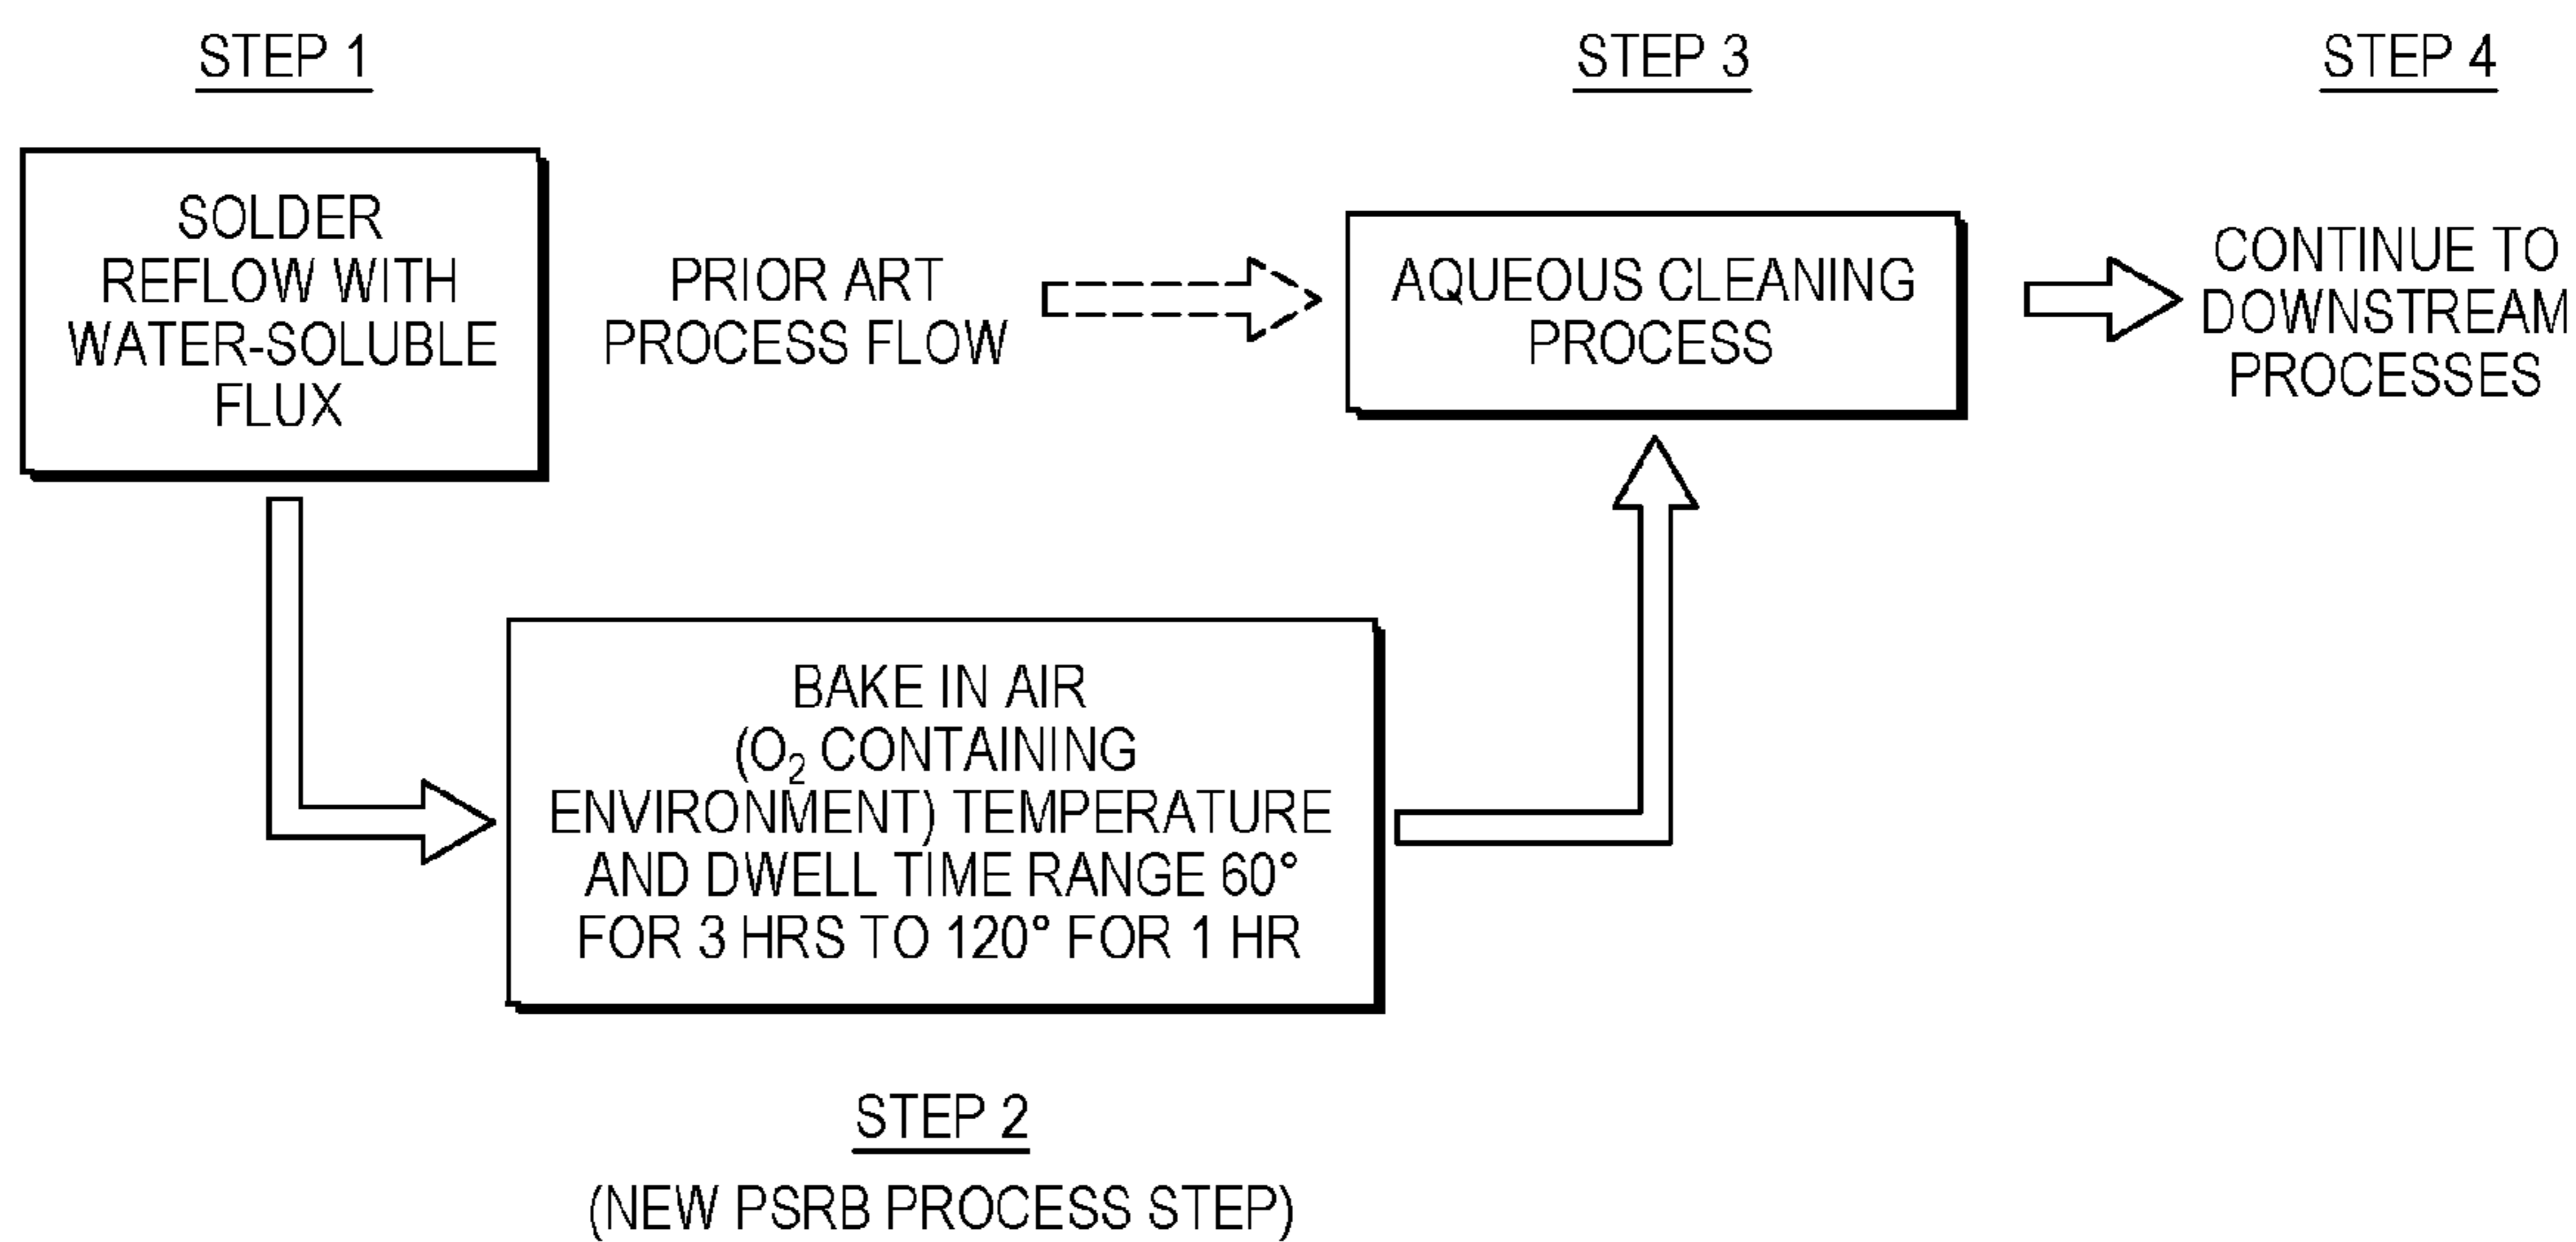 STEP 1
SOLDER
REFLOW WITH
WATER-SOLUBLE
FLUX
PRIOR ART
PROCESS FLOW
STEP 3
AQUEOUS CLEANING
PROCESS
STEP 4
CONTINUE TO
DOWNSTREAM
PROCESSES
BAKE IN AIR
(O₂ CONTAINING
ENVIRONMENT) TEMPERATURE
AND DWELL TIME RANGE 60°
FOR 3 HRS TO 120° FOR 1 HR
STEP 2
(NEW PSRB PROCESS STEP)